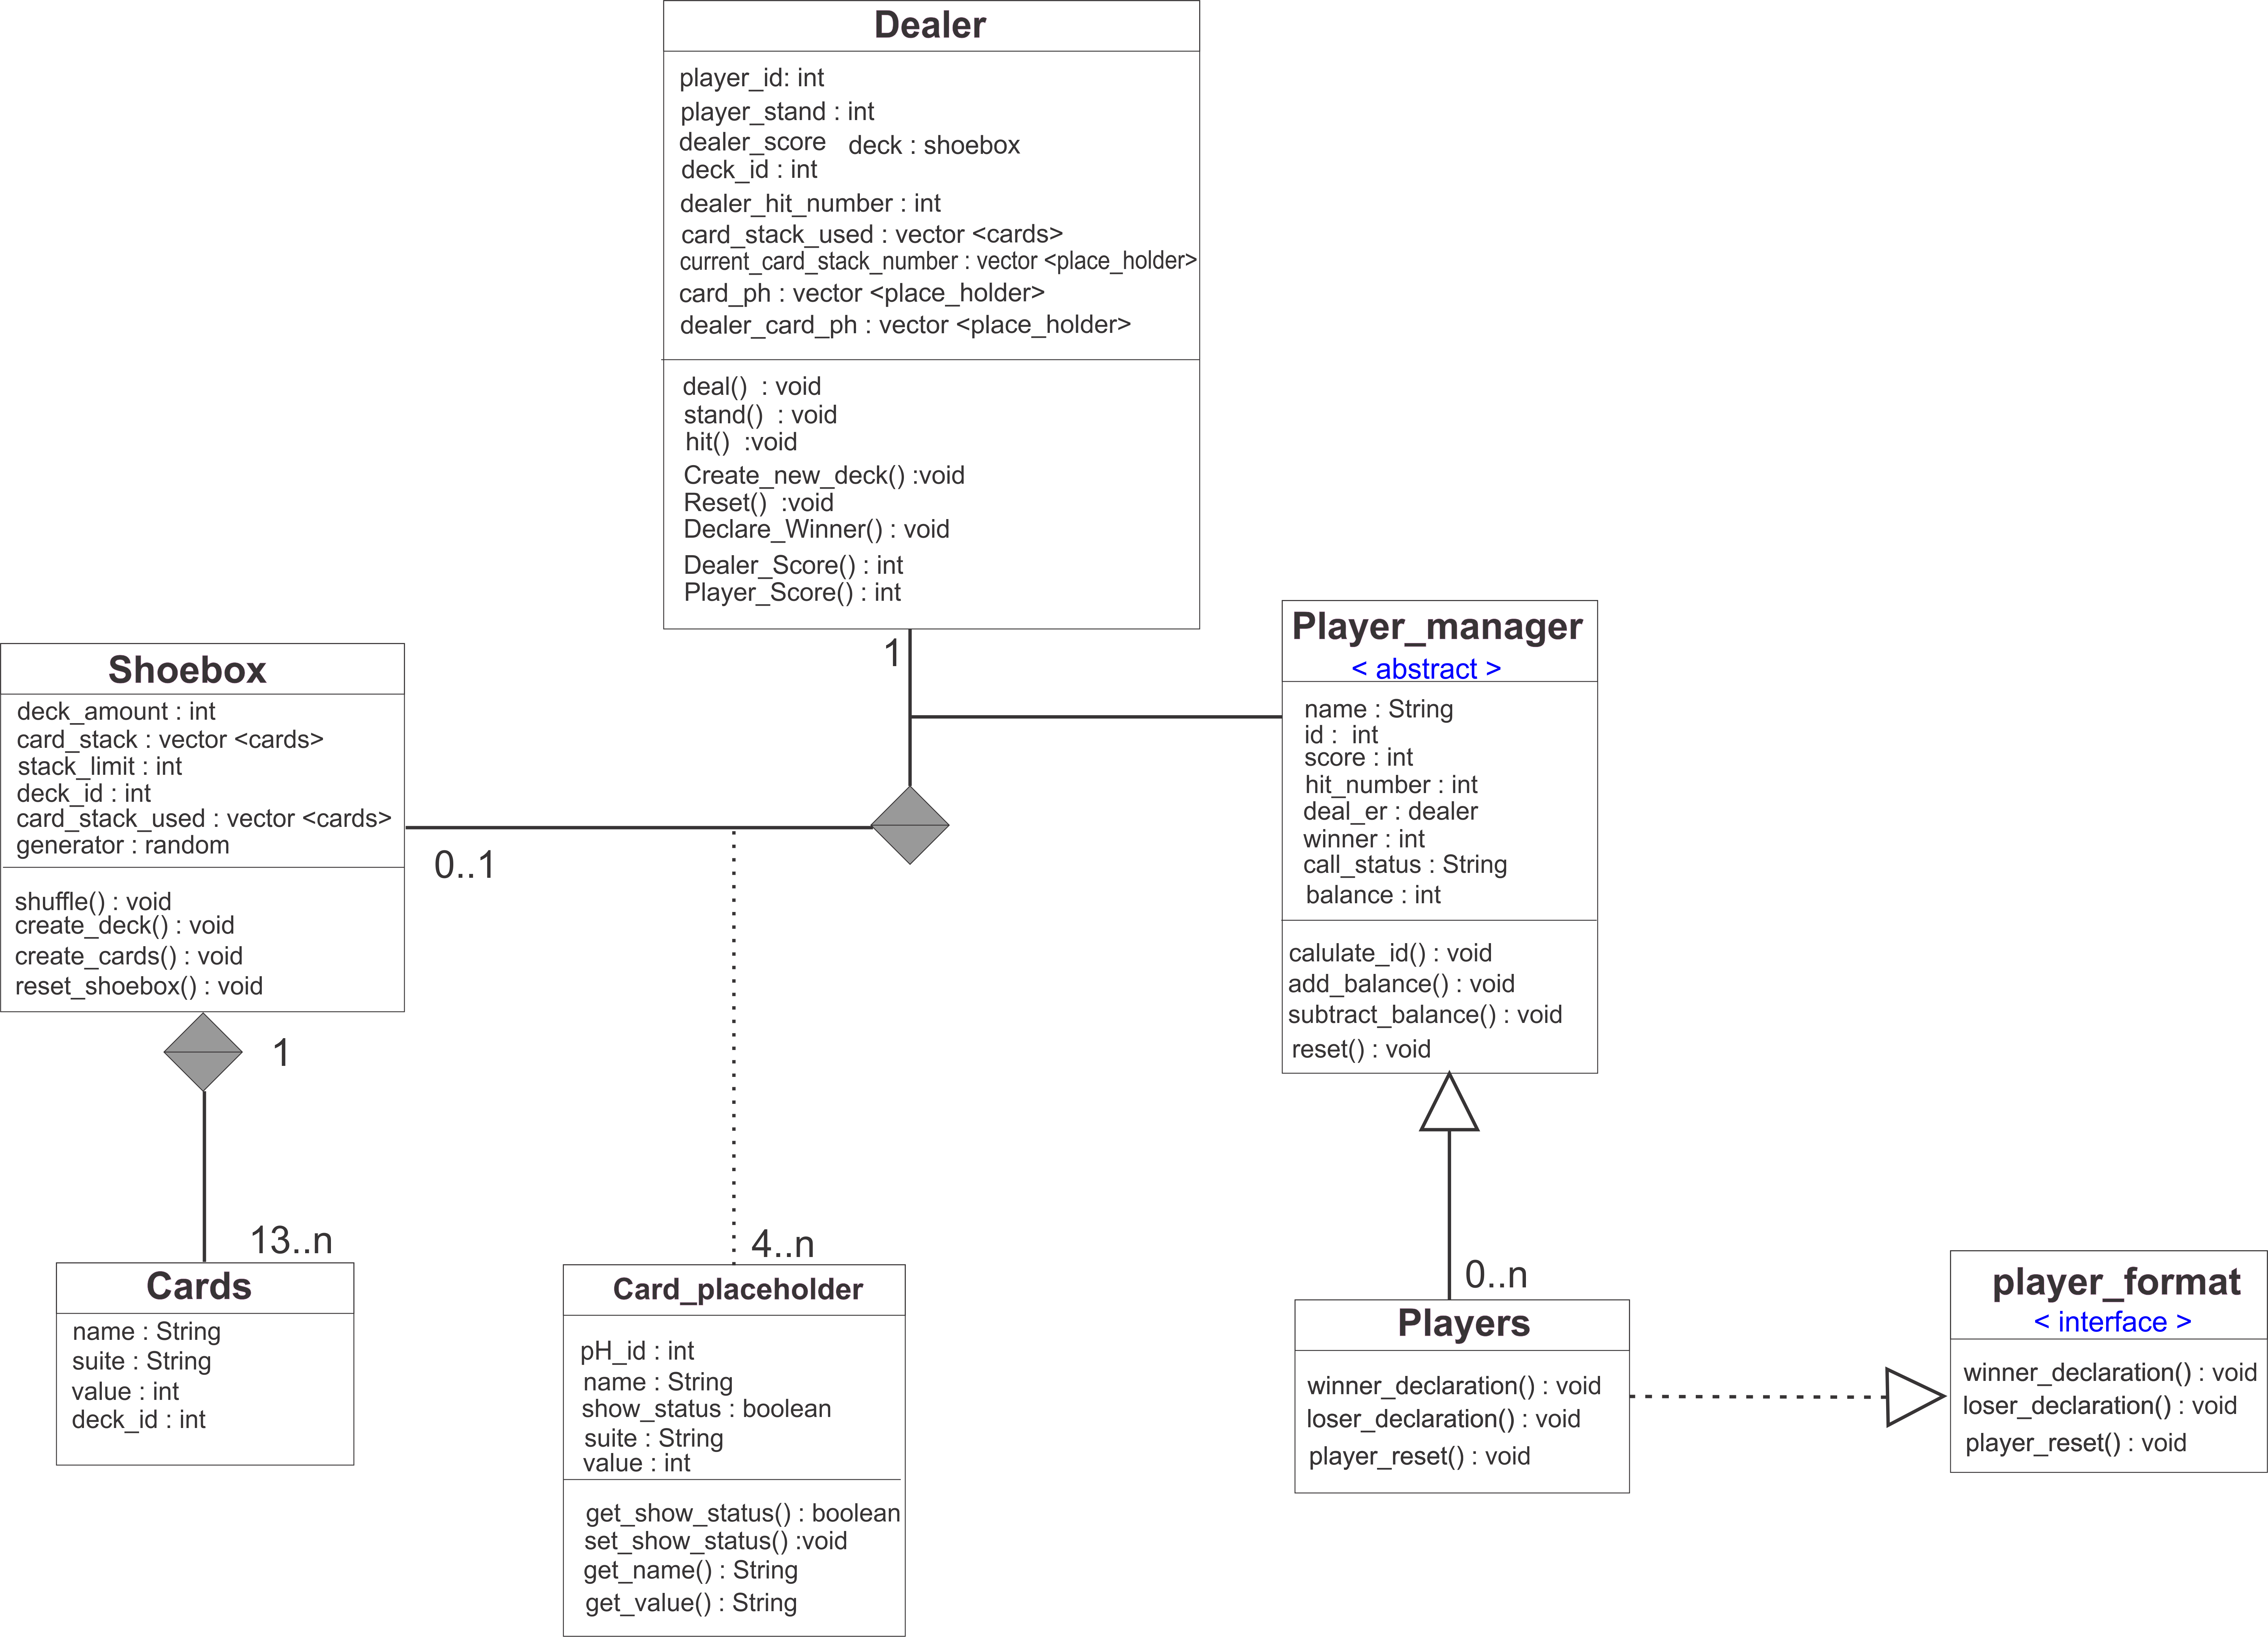 Dealer
player_id: int
player_stand : int
dealer_score deck : shoebox
deck_id : int
dealer_hit_number : int
card_stack_used : vector <cards>
current_card_stack_number : vector <place_holder>
card_ph : vector <place_holder>
dealer_card_ph : vector <place_holder>
deal() : void
stand() : void
hit() :void
Create_new_deck() :void
Reset() :void
Declare_Winner() : void
Dealer_Score() : int
Player_Score() : int
1
Shoebox
deck_amount : int
card_stack : vector <cards>
stack_limit : int
deck_id : int
card_stack_used : vector <cards>
generator : random
shuffle() : void
create_deck() : void
create_cards() : void
reset_shoebox() : void
0..1
1
13..n
Cards
name : String
suite : String
value : int
deck_id : int
4..n
Card_placeholder
pH_id : int
name : String
show_status : boolean
suite : String
value : int
get_show_status() : boolean
set_show_status() :void
get_name() : String
get_value() : String
Player_manager
< abstract >
name : String
id : int
score : int
hit_number : int
deal_er : dealer
winner : int
call_status : String
balance : int
calulate_id() : void
add_balance() : void
subtract_balance() : void
reset() : void
0..n
Players
winner_declaration() : void
loser_declaration() : void
player_reset() : void
player_format
< interface >
winner_declaration() : void
loser_declaration() : void
player_reset() : void